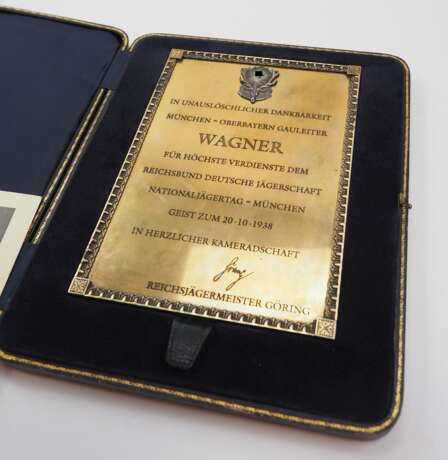 IN UNAUSLÖSCHLICHER DANKBARKEIT
MÜNCHEN = OBERBAYERN GAULEITER
WAGNER
FÜR HÖCHSTE VERDIENSTE DEM
REICHSBUND DEUTSCHE JÄGERSCHAFT
NATIONALJÄGERTAG = MÜNCHEN
GEIST ZUM 20·10·1938
IN HERZLICHER KAMERADSCHAFT
Göring
REICHSJÄGERMEISTER GÖRING